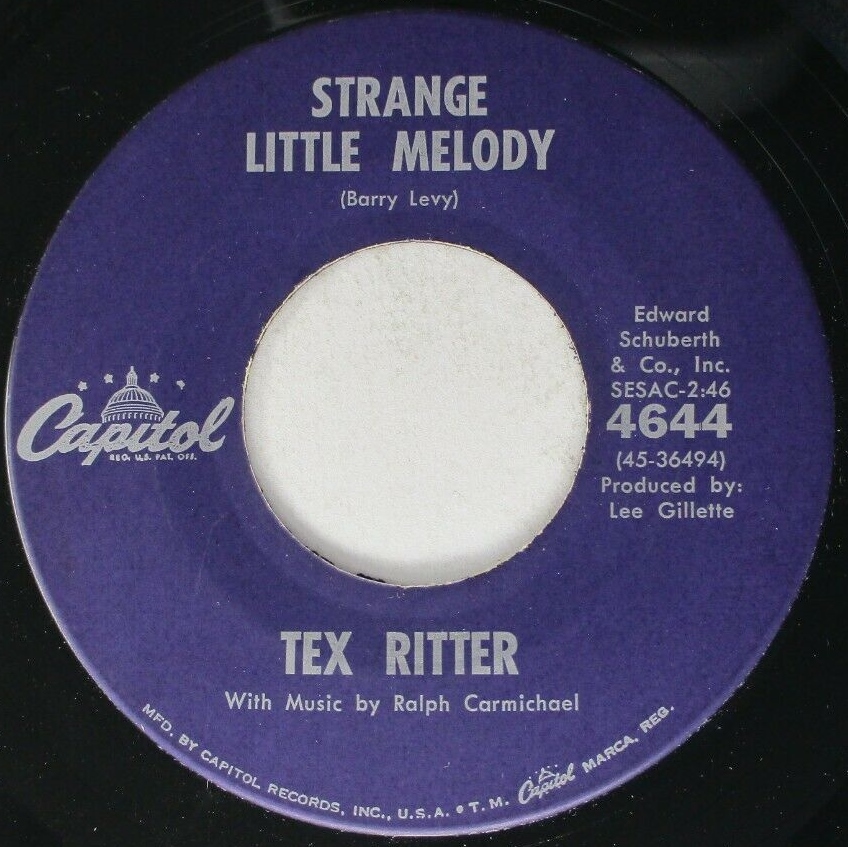 STRANGE
LITTLE MELODY
(Barry Levy)
Edward
Schuberth
& Co., Inc.
SESAC-2:46
4644
(45-36494)
Produced by:
Lee Gillette
Capitol
REG. U.S. PAT. OFF.
TEX RITTER
With Music by Ralph Carmichael
MFD. BY CAPITOL RECORDS, INC., U.S.A. • T.M. Capitol MARCA. REG.